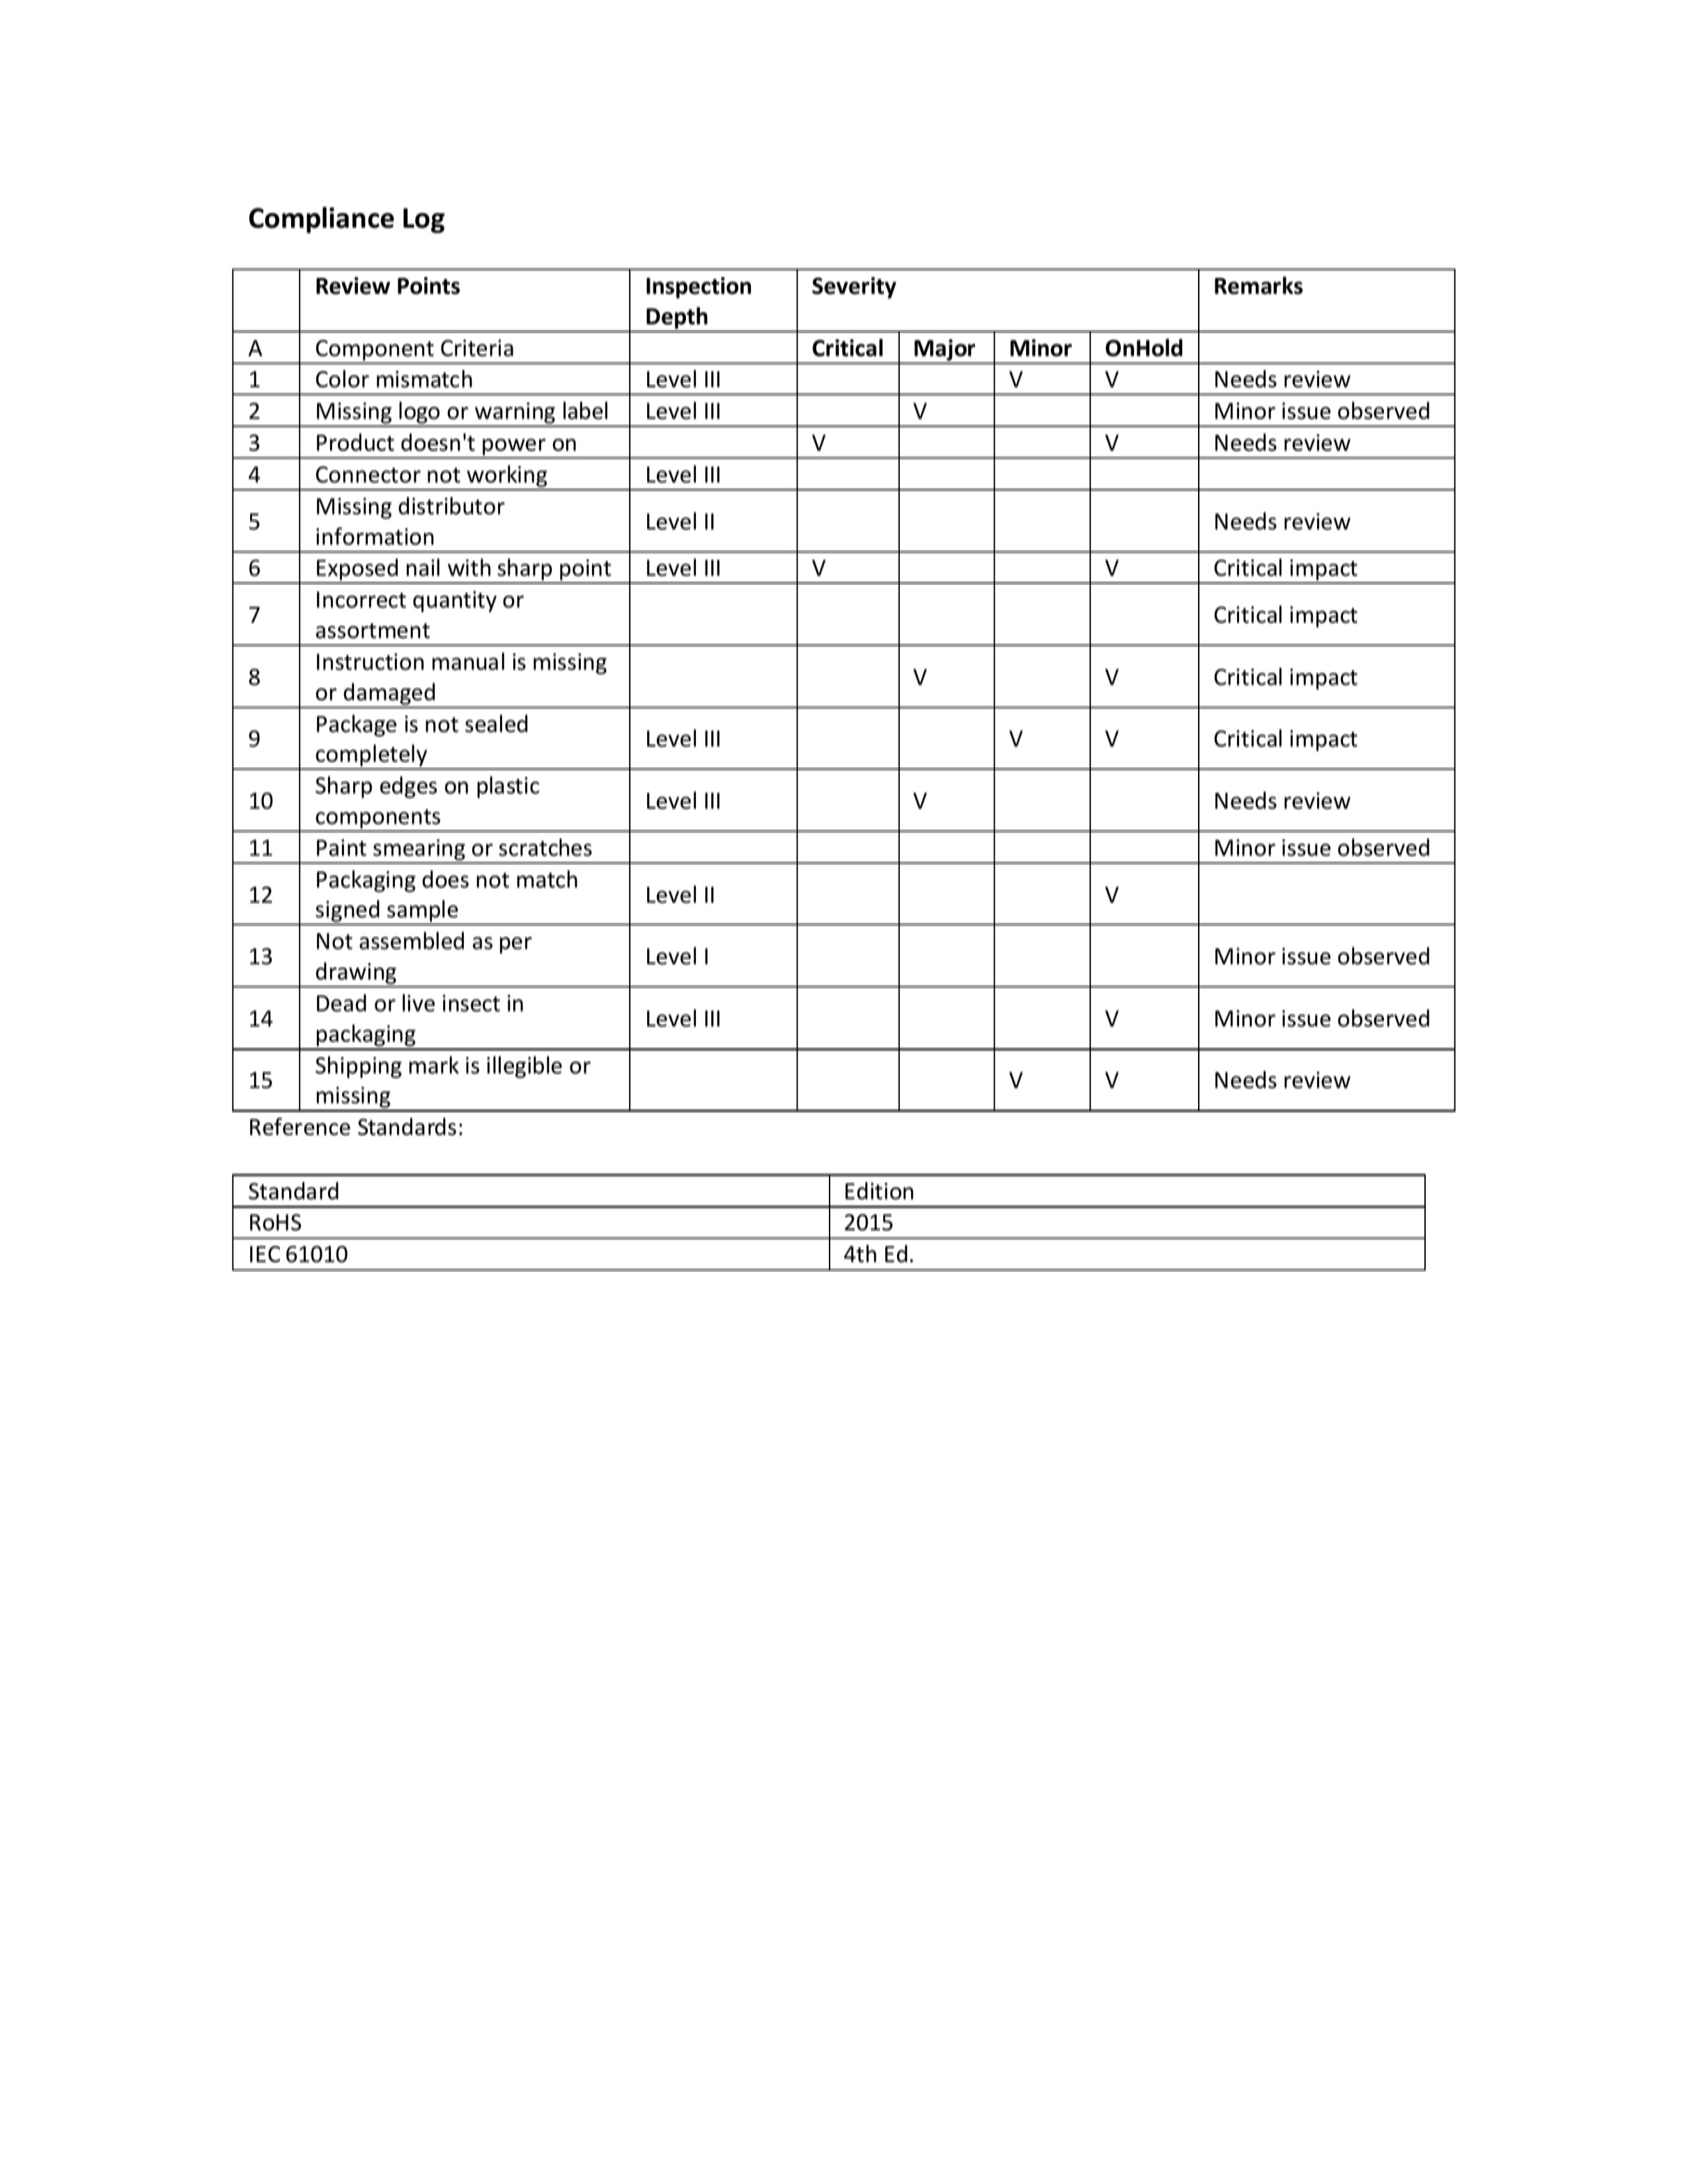 Compliance Log
Review Points Inspection Depth Severity Remarks
A Component Criteria Critical Major Minor OnHold
1 Color mismatch Level III V V Needs review
2 Missing logo or warning label Level III V Minor issue observed
3 Product doesn't power on V V Needs review
4 Connector not working Level III
5 Missing distributor information Level II Needs review
6 Exposed nail with sharp point Level III V V Critical impact
7 Incorrect quantity or assortment Critical impact
8 Instruction manual is missing or damaged V V Critical impact
9 Package is not sealed completely Level III V V Critical impact
10 Sharp edges on plastic components Level III V Needs review
11 Paint smearing or scratches Minor issue observed
12 Packaging does not match signed sample Level II V
13 Not assembled as per drawing Level I Minor issue observed
14 Dead or live insect in packaging Level III V Minor issue observed
15 Shipping mark is illegible or missing V V Needs review
Reference Standards:
Standard Edition
RoHS 2015
IEC 61010 4th Ed.